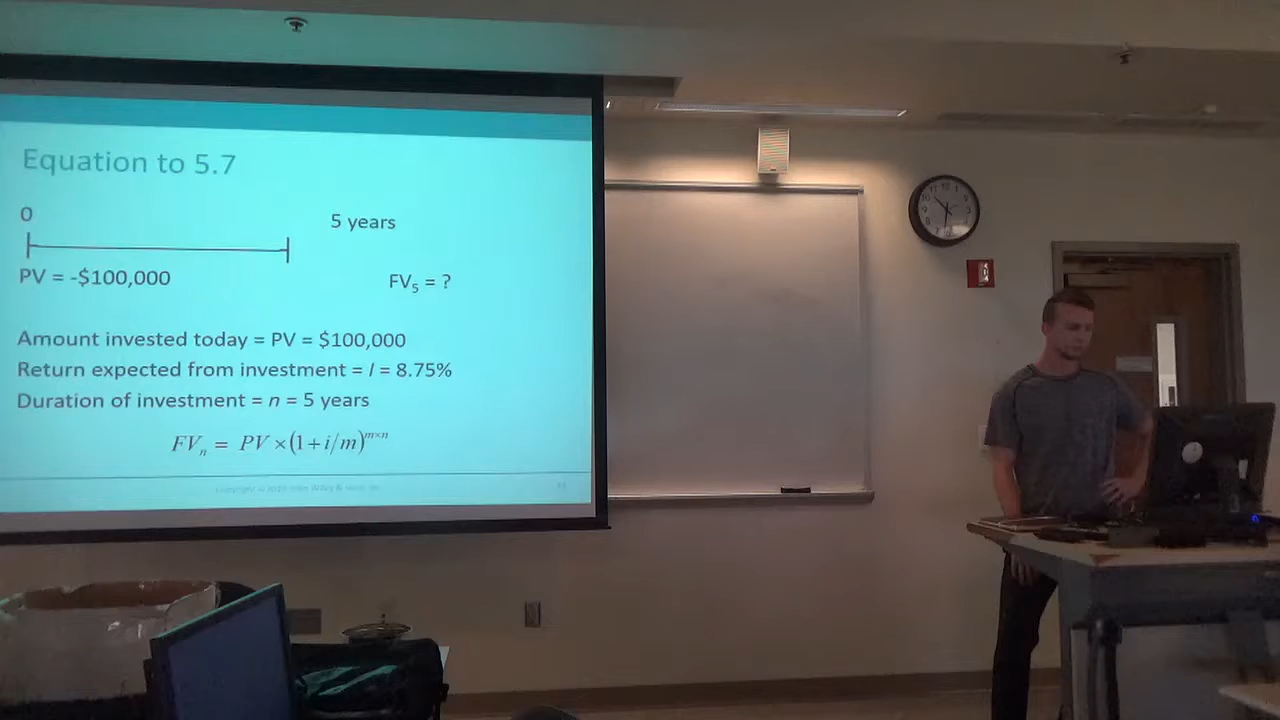 Equation to 5.7
0
5 years
PV = -$100,000
FV₅ = ?
Amount invested today = PV = $100,000
Return expected from investment = I = 8.75%
Duration of investment = n = 5 years
FVₙ = PV × (1 + i/m)^{m×n}